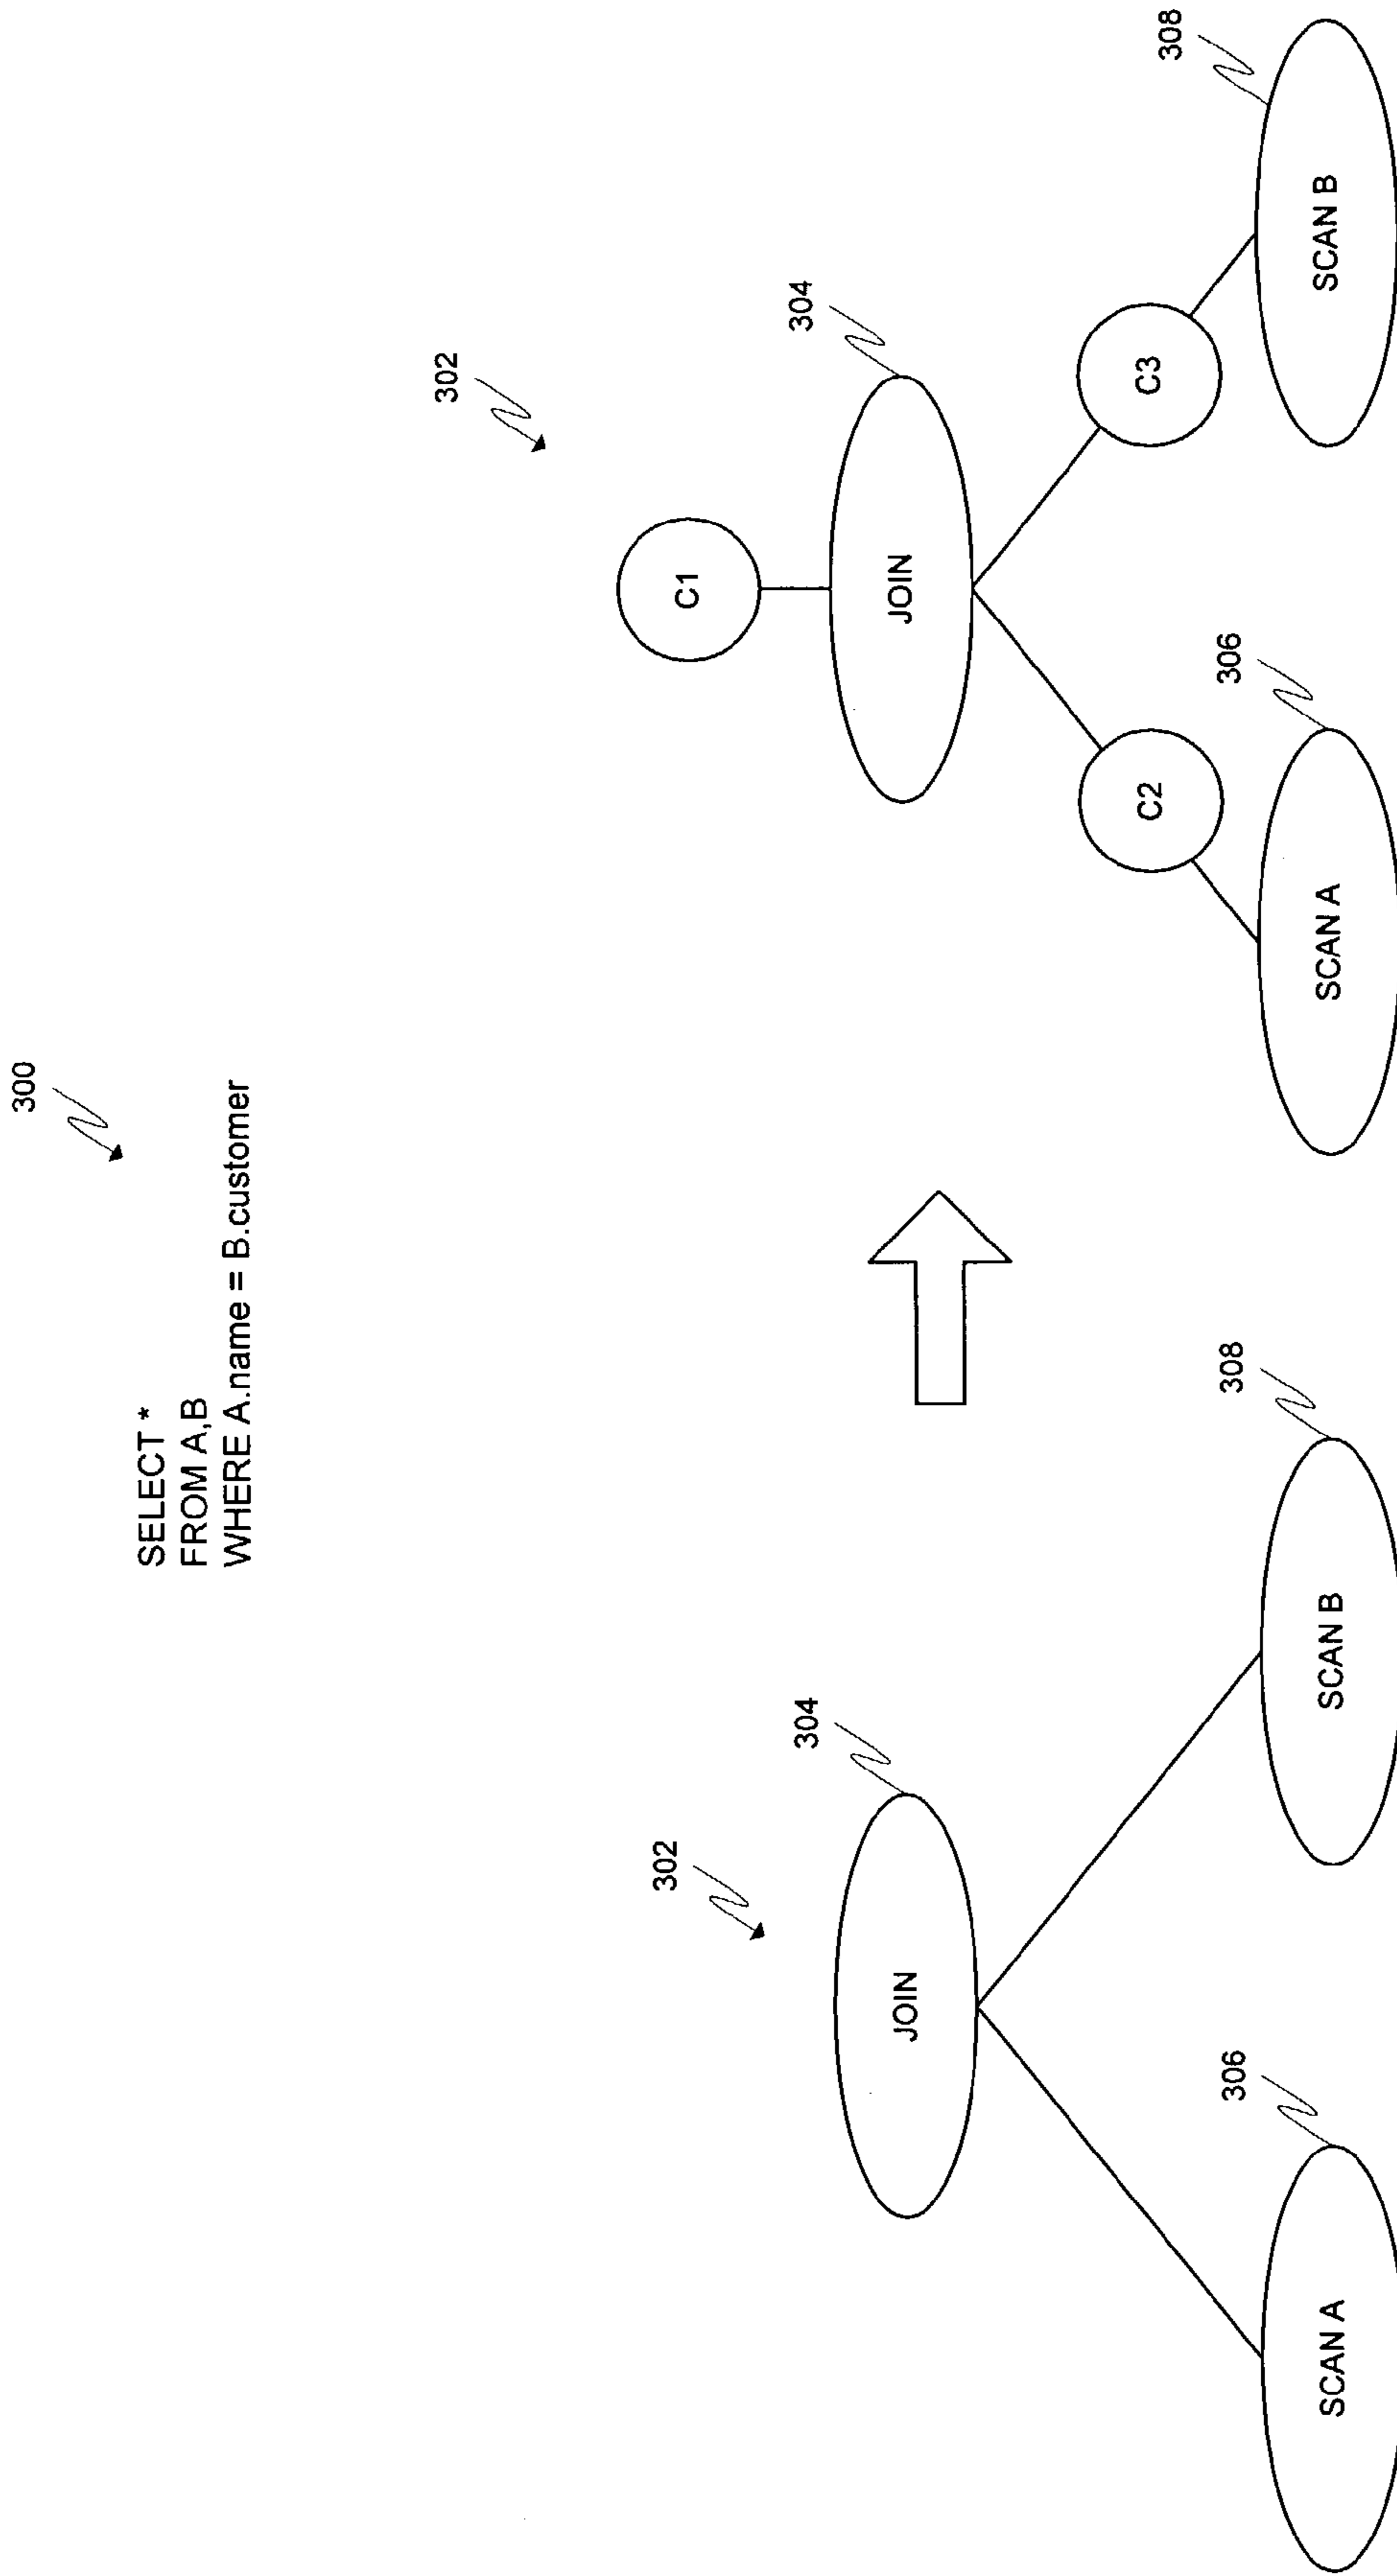 300
SELECT *
FROM A,B
WHERE A.name = B.customer
302
JOIN
304
SCAN A
306
SCAN B
308
302
C1
JOIN
304
C2
C3
SCAN A
306
SCAN B
308